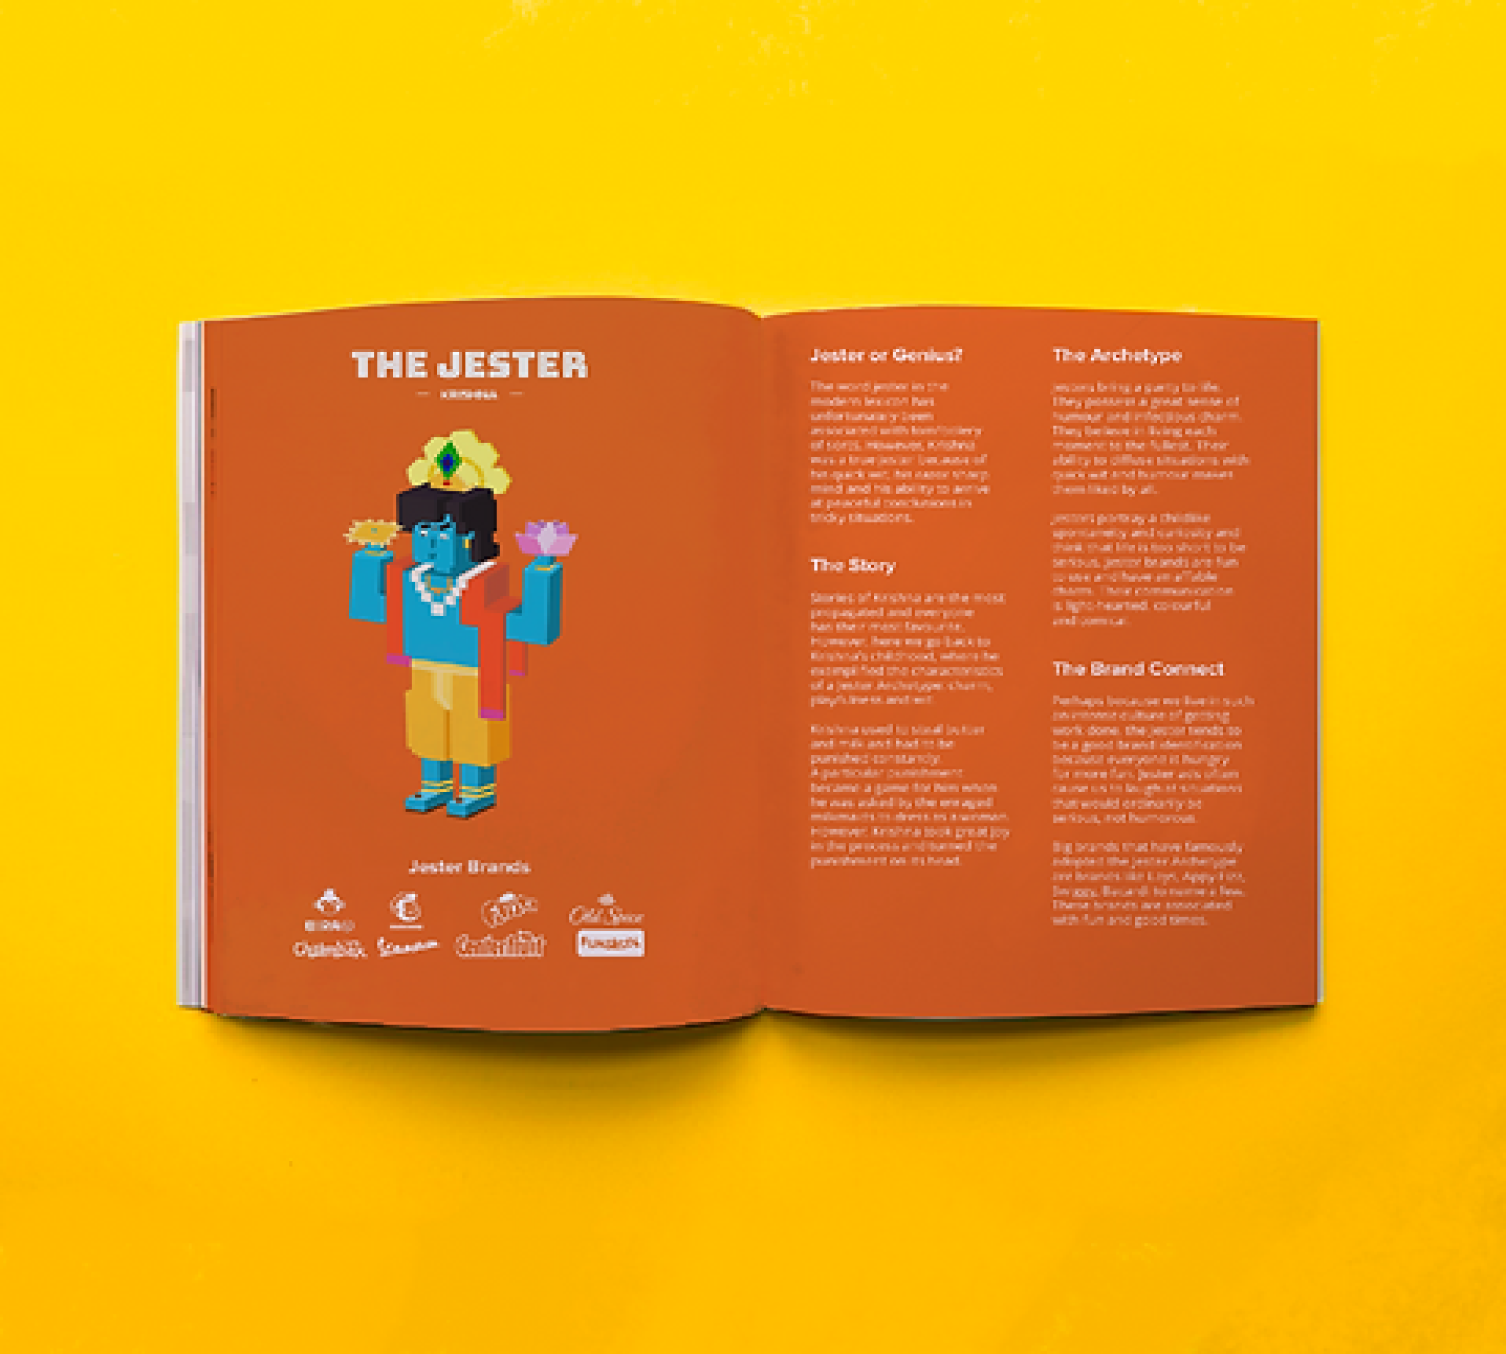 THE JESTER
— KRISHNA —
Jester Brands
BIRA 91
Old Spice
Chumbak
CenterFruit
Jester or Genius?
The word jester in the
modern lexicon has
unfortunately been
associated with tomfoolery
of sorts. However, Krishna
was a true jester because of
his quick wit, his razor sharp
mind and his ability to arrive
at peaceful conclusions in
tricky situations.
The Story
Stories of Krishna are the most
propagated and everyone
has their most favourite.
However, here we go back to
Krishna's childhood, where he
exemplified the characteristics
of a Jester Archetype: charm,
playfulness and wit.
Krishna used to steal butter
and milk and had to be
punished constantly.
A particular punishment
became a game for him when
he was asked by the enraged
milkmaids to dress as a woman.
However, Krishna took great joy
in the process and turned the
punishment on its head.
The Archetype
Jesters bring a party to life.
They possess a great sense of
humour and infectious charm.
They believe in living each
moment to the fullest. Their
ability to diffuse situations with
quick wit and humour makes
them liked by all.
Jesters portray a childlike
spontaneity and curiosity and
think that life is too short to be
serious. Jester brands are fun
to use and have an affable
charm. Their communication
is light-hearted, colourful
and comical.
The Brand Connect
Perhaps because we live in such
an intense culture of getting
work done, the Jester tends to
be a good brand identification
because everyone is hungry
for more fun. Jester ads often
cause us to laugh at situations
that would ordinarily be
serious, not humorous.
Big brands that have famously
adopted the Jester Archetype
are brands like Lays, Appy Fizz,
Swiggy, Bacardi to name a few.
These brands are associated
with fun and good times.